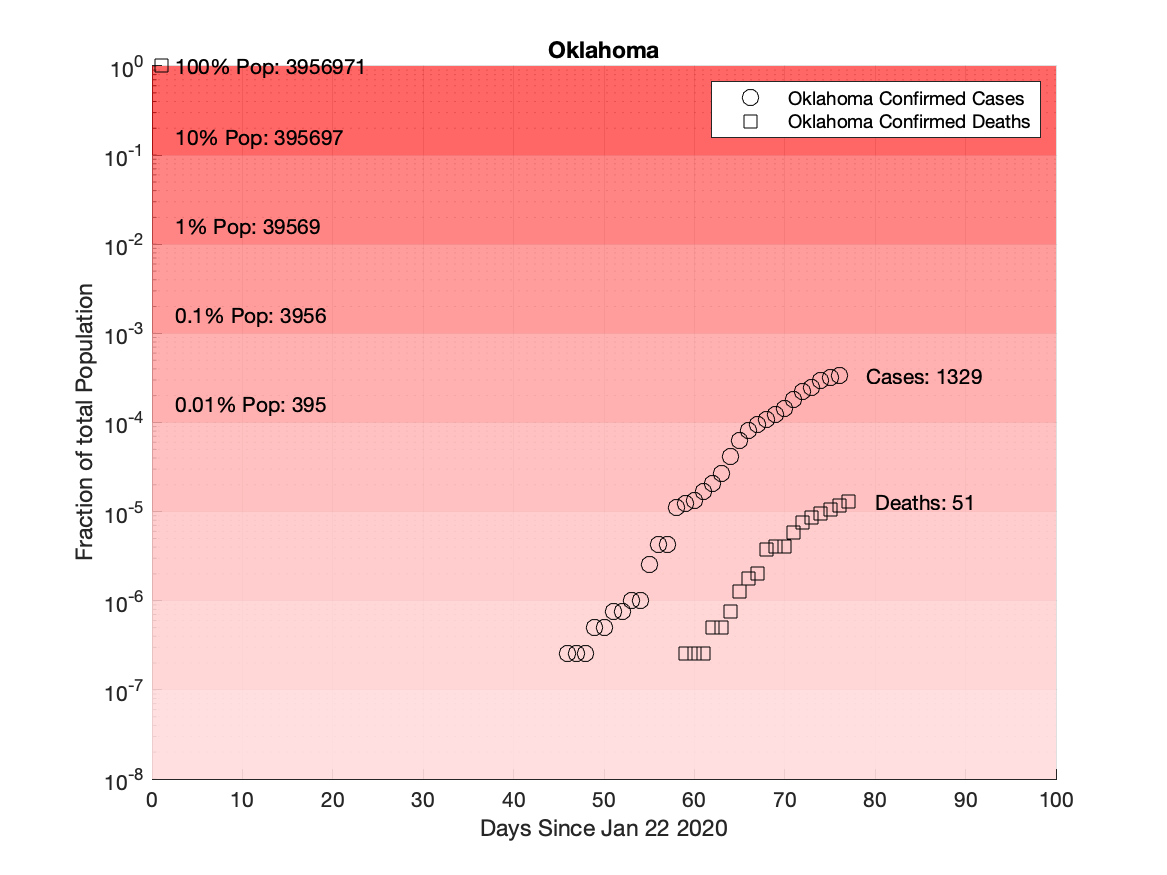 Oklahoma
10^0
100% Pop: 3956971
Oklahoma Confirmed Cases
Oklahoma Confirmed Deaths
10% Pop: 395697
10^-1
1% Pop: 39569
10^-2
0.1% Pop: 3956
10^-3
Cases: 1329
0.01% Pop: 395
10^-4
Deaths: 51
10^-5
10^-6
10^-7
10^-8
Fraction of total Population
0 10 20 30 40 50 60 70 80 90 100
Days Since Jan 22 2020